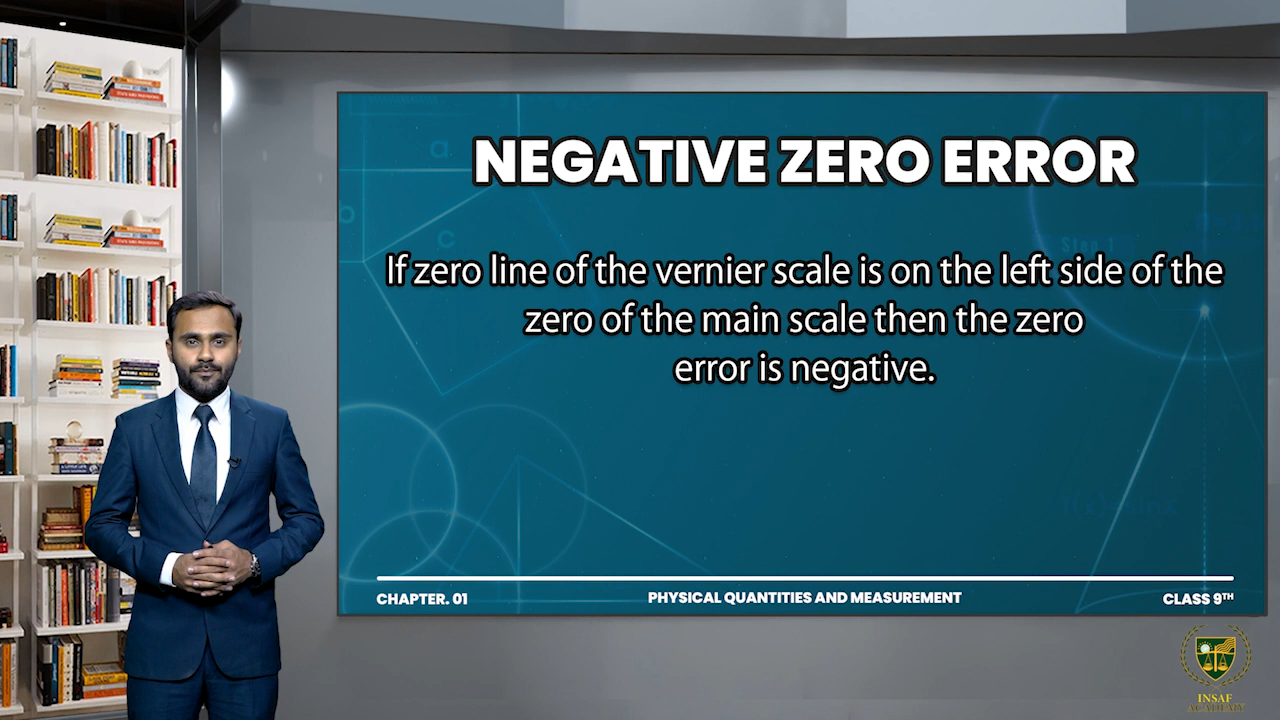 NEGATIVE ZERO ERROR
If zero line of the vernier scale is on the left side of the
zero of the main scale then the zero
error is negative.
CHAPTER. 01
PHYSICAL QUANTITIES AND MEASUREMENT
CLASS 9TH
INSAF
ACADEMY